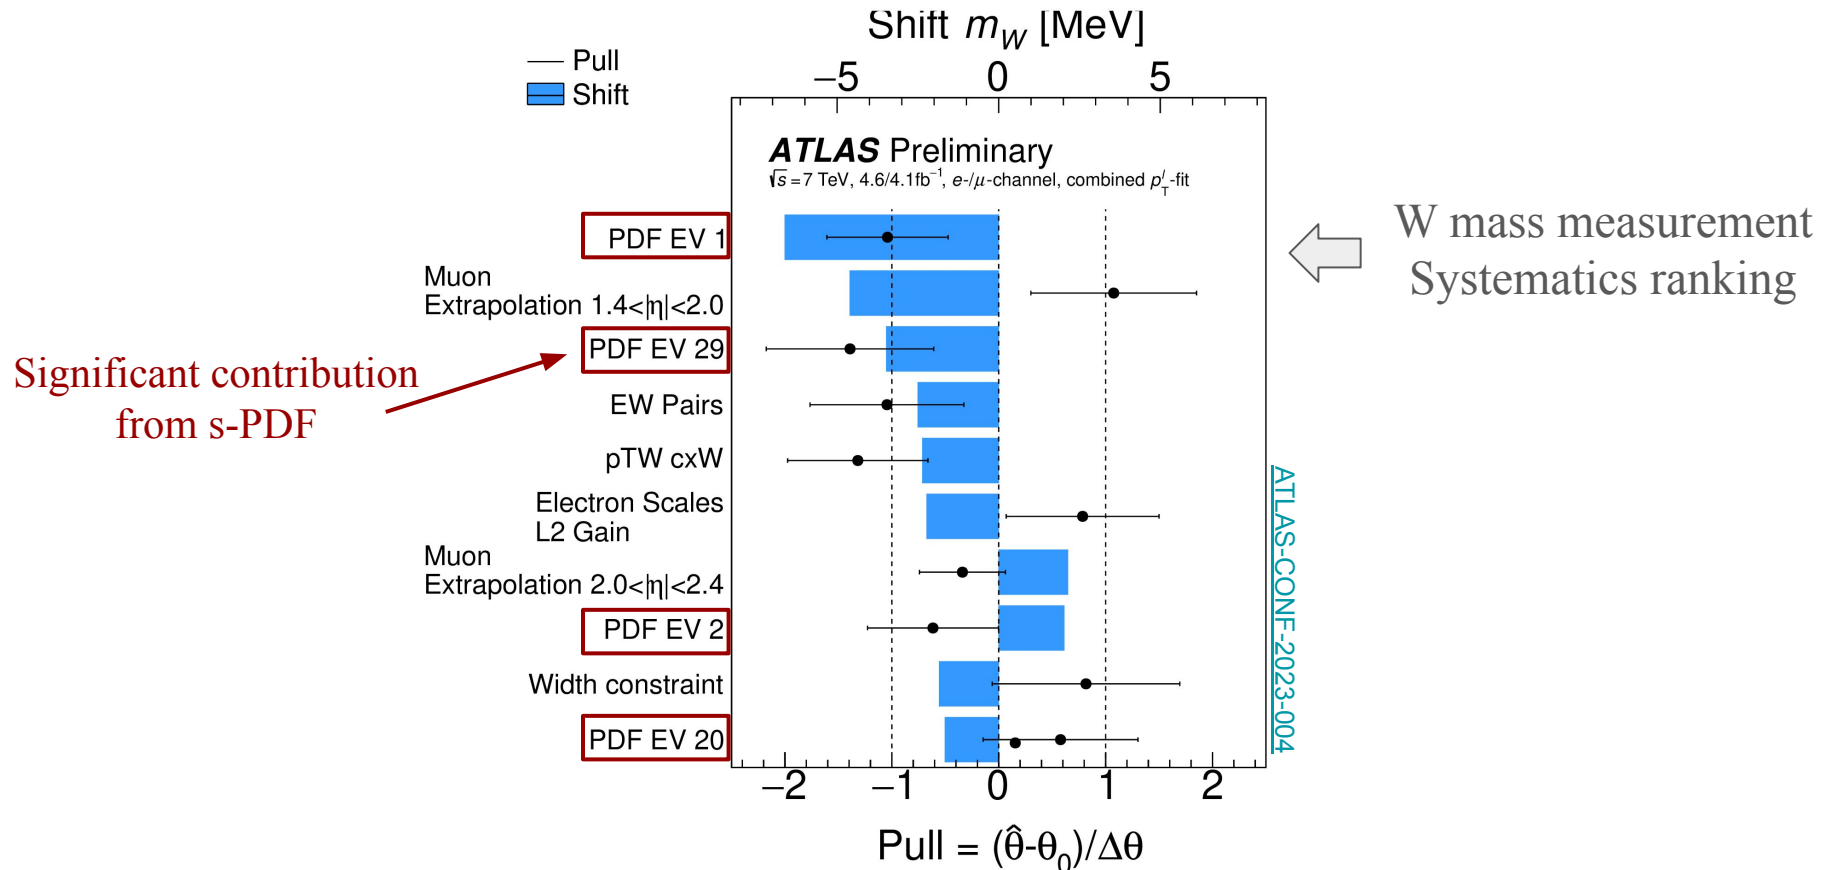 Shift m_W [MeV]
Pull
Shift
−5 0 5
ATLAS Preliminary
√s = 7 TeV, 4.6/4.1fb⁻¹, e-/μ-channel, combined p_T^l-fit
PDF EV 1
Muon
Extrapolation 1.4<|η|<2.0
PDF EV 29
EW Pairs
pTW cxW
Electron Scales
L2 Gain
Muon
Extrapolation 2.0<|η|<2.4
PDF EV 2
Width constraint
PDF EV 20
−2 −1 0 1 2
Pull = (θ̂-θ₀)/Δθ
Significant contribution
from s-PDF
W mass measurement
Systematics ranking
ATLAS-CONF-2023-004